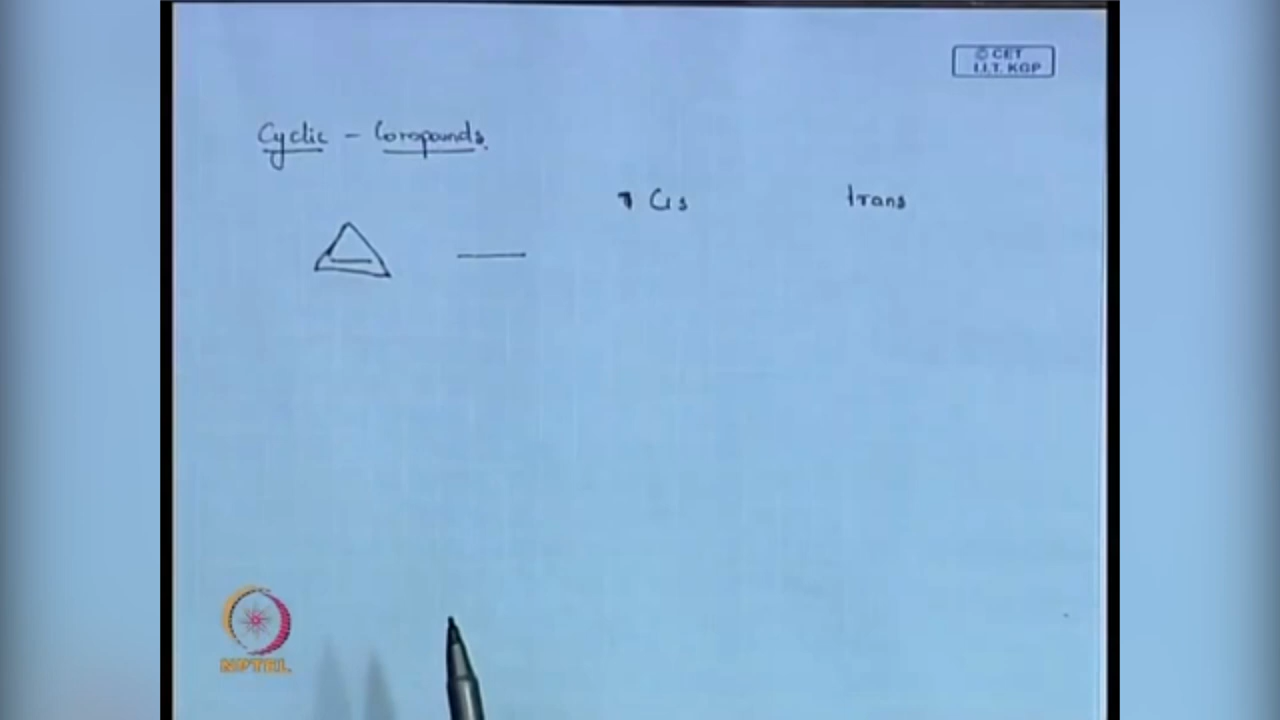 © CET
I.I.T. KGP
Cyclic - Compounds.
Cis trans
NPTEL